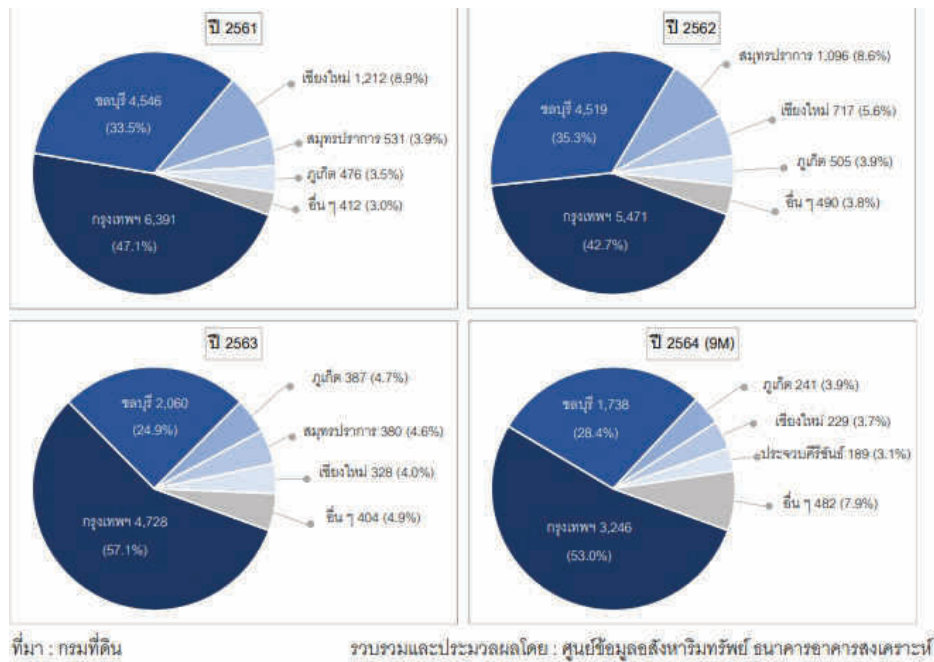 ปี 2561
เชียงใหม่ 1,212 (8.9%)
ชลบุรี 4,546
(33.5%)
สมุทรปราการ 531 (3.9%)
ภูเก็ต 476 (3.5%)
อื่น ๆ 412 (3.0%)
กรุงเทพฯ 6,391
(47.1%)
ปี 2562
สมุทรปราการ 1,096 (8.6%)
ชลบุรี 4,519
(35.3%)
เชียงใหม่ 717 (5.6%)
ภูเก็ต 505 (3.9%)
อื่น ๆ 490 (3.8%)
กรุงเทพฯ 5,471
(42.7%)
ปี 2563
ภูเก็ต 387 (4.7%)
ชลบุรี 2,060
(24.9%)
สมุทรปราการ 380 (4.6%)
เชียงใหม่ 328 (4.0%)
อื่น ๆ 404 (4.9%)
กรุงเทพฯ 4,728
(57.1%)
ปี 2564 (9M)
ภูเก็ต 241 (3.9%)
ชลบุรี 1,738
(28.4%)
เชียงใหม่ 229 (3.7%)
ประจวบคีรีขันธ์ 189 (3.1%)
อื่น ๆ 482 (7.9%)
กรุงเทพฯ 3,246
(53.0%)
ที่มา : กรมที่ดิน
รวบรวมและประมวลผลโดย : ศูนย์ข้อมูลอสังหาริมทรัพย์ ธนาคารอาคารสงเคราะห์